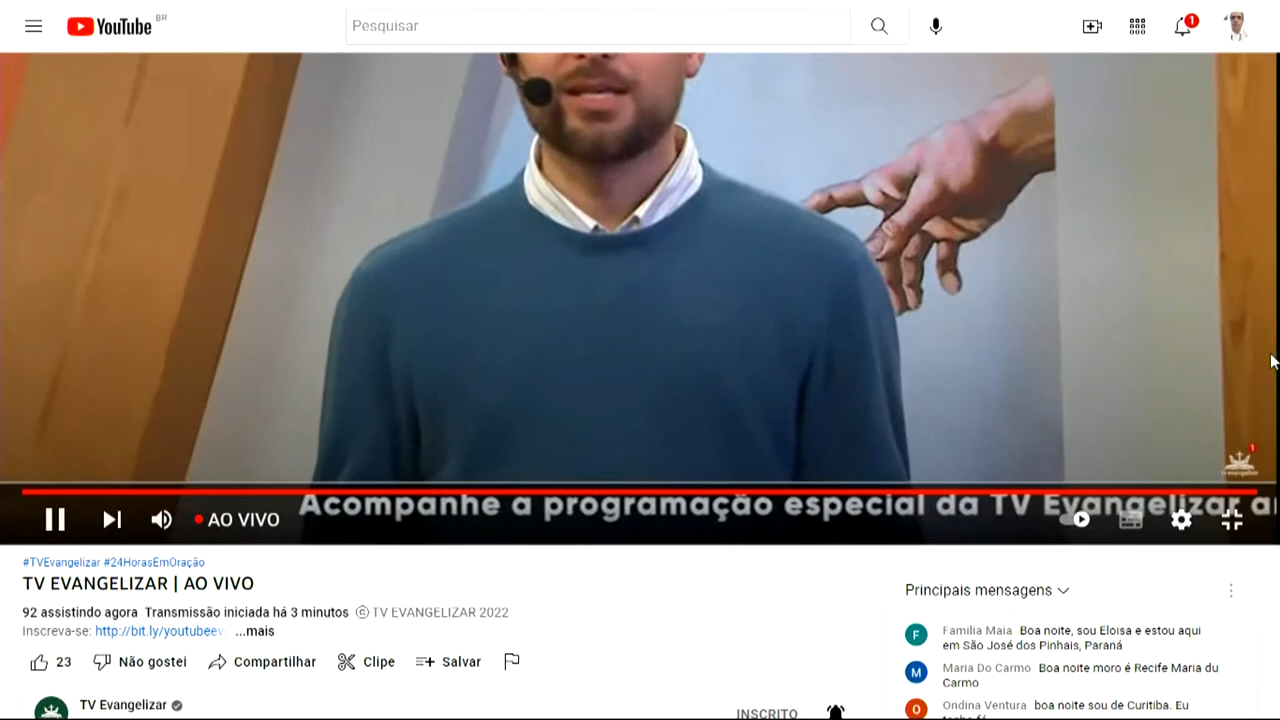 YouTube BR
Pesquisar
1
Acompanhe a programação especial da TV Evangelizar a
AO VIVO
#TVEvangelizar #24HorasEmOração
TV EVANGELIZAR | AO VIVO
92 assistindo agora Transmissão iniciada há 3 minutos © TV EVANGELIZAR 2022
Inscreva-se: http://bit.ly/youtubeev ...mais
23 Não gostei Compartilhar Clipe Salvar
TV Evangelizar
INSCRITO
Principais mensagens
F Familia Maia Boa noite, sou Eloisa e estou aqui
em São José dos Pinhais, Paraná
M Maria Do Carmo Boa noite moro é Recife Maria du
Carmo
O Ondina Ventura boa noite sou de Curitiba. Eu